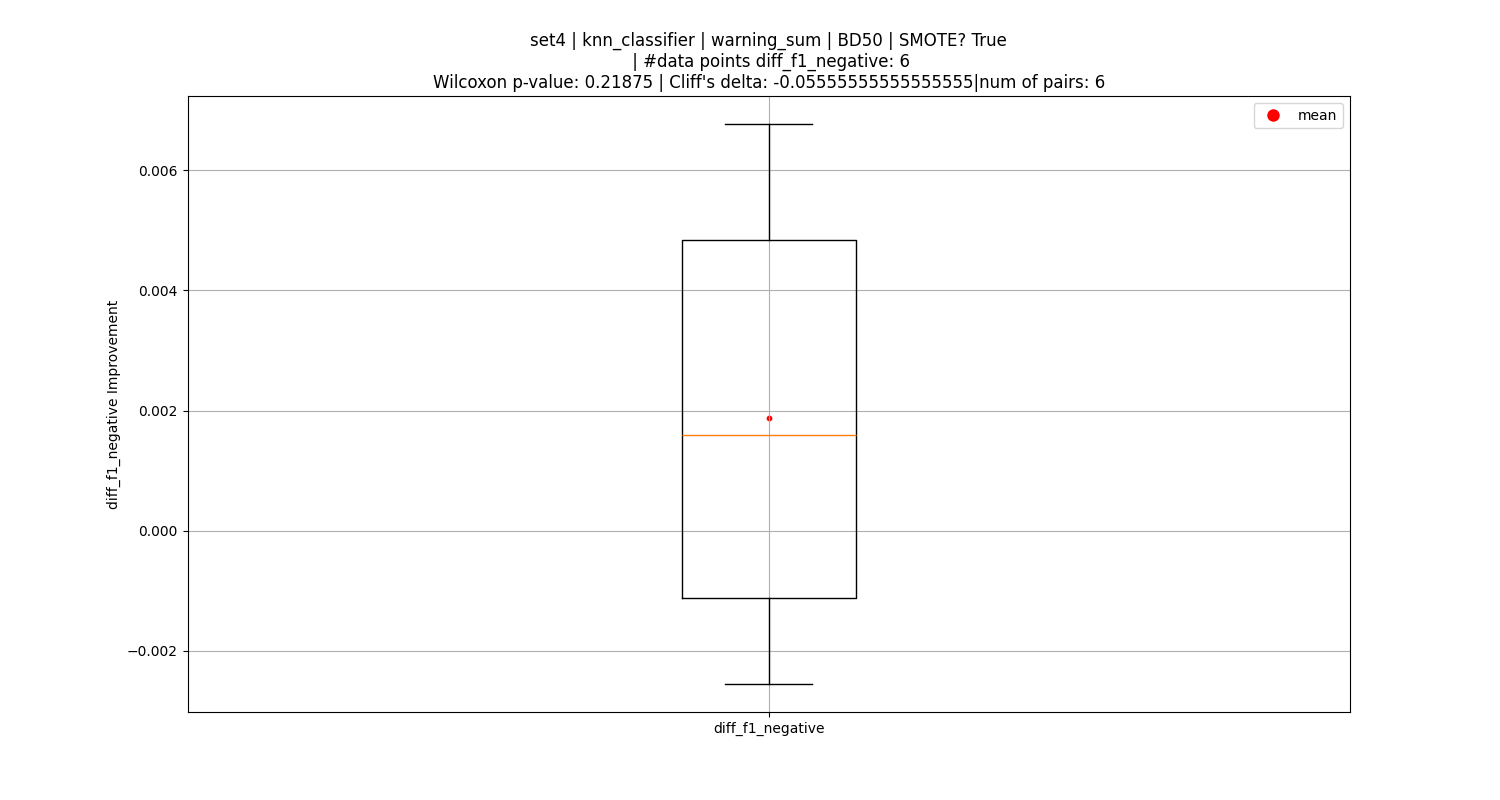 set4 | knn_classifier | warning_sum | BD50 | SMOTE? True
| #data points diff_f1_negative: 6
Wilcoxon p-value: 0.21875 | Cliff's delta: -0.05555555555555555|num of pairs: 6
mean
0.006
0.004
0.002
0.000
−0.002
diff_f1_negative Improvement
diff_f1_negative